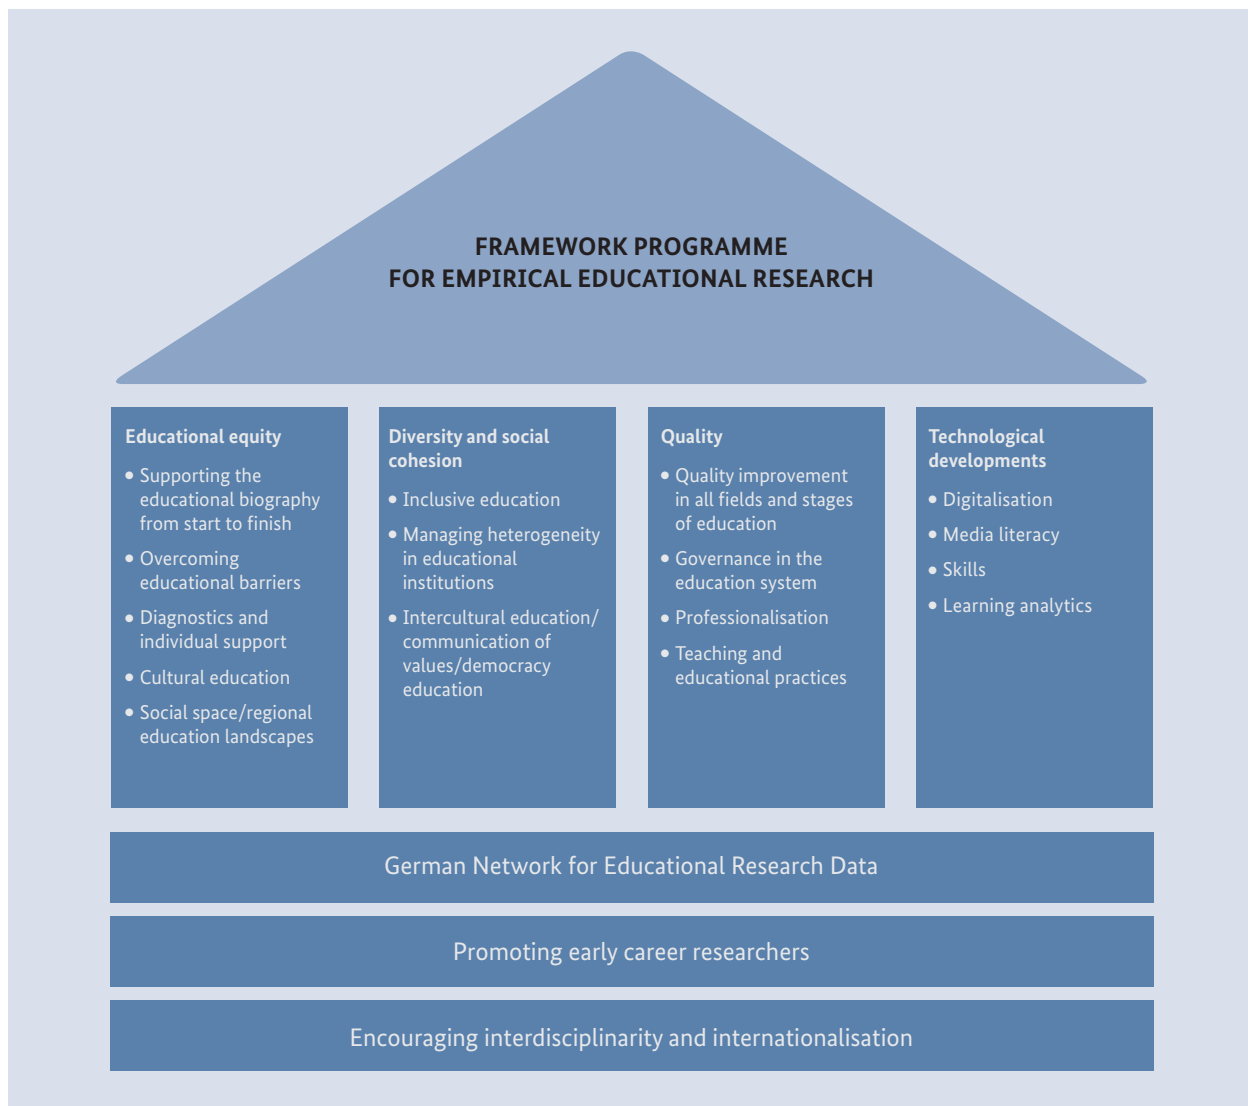 FRAMEWORK PROGRAMME
FOR EMPIRICAL EDUCATIONAL RESEARCH
Educational equity
• Supporting the
educational biography
from start to finish
• Overcoming
educational barriers
• Diagnostics and
individual support
• Cultural education
• Social space/regional
education landscapes
Diversity and social
cohesion
• Inclusive education
• Managing heterogeneity
in educational
institutions
• Intercultural education/
communication of
values/democracy
education
Quality
• Quality improvement
in all fields and stages
of education
• Governance in the
education system
• Professionalisation
• Teaching and
educational practices
Technological
developments
• Digitalisation
• Media literacy
• Skills
• Learning analytics
German Network for Educational Research Data
Promoting early career researchers
Encouraging interdisciplinarity and internationalisation